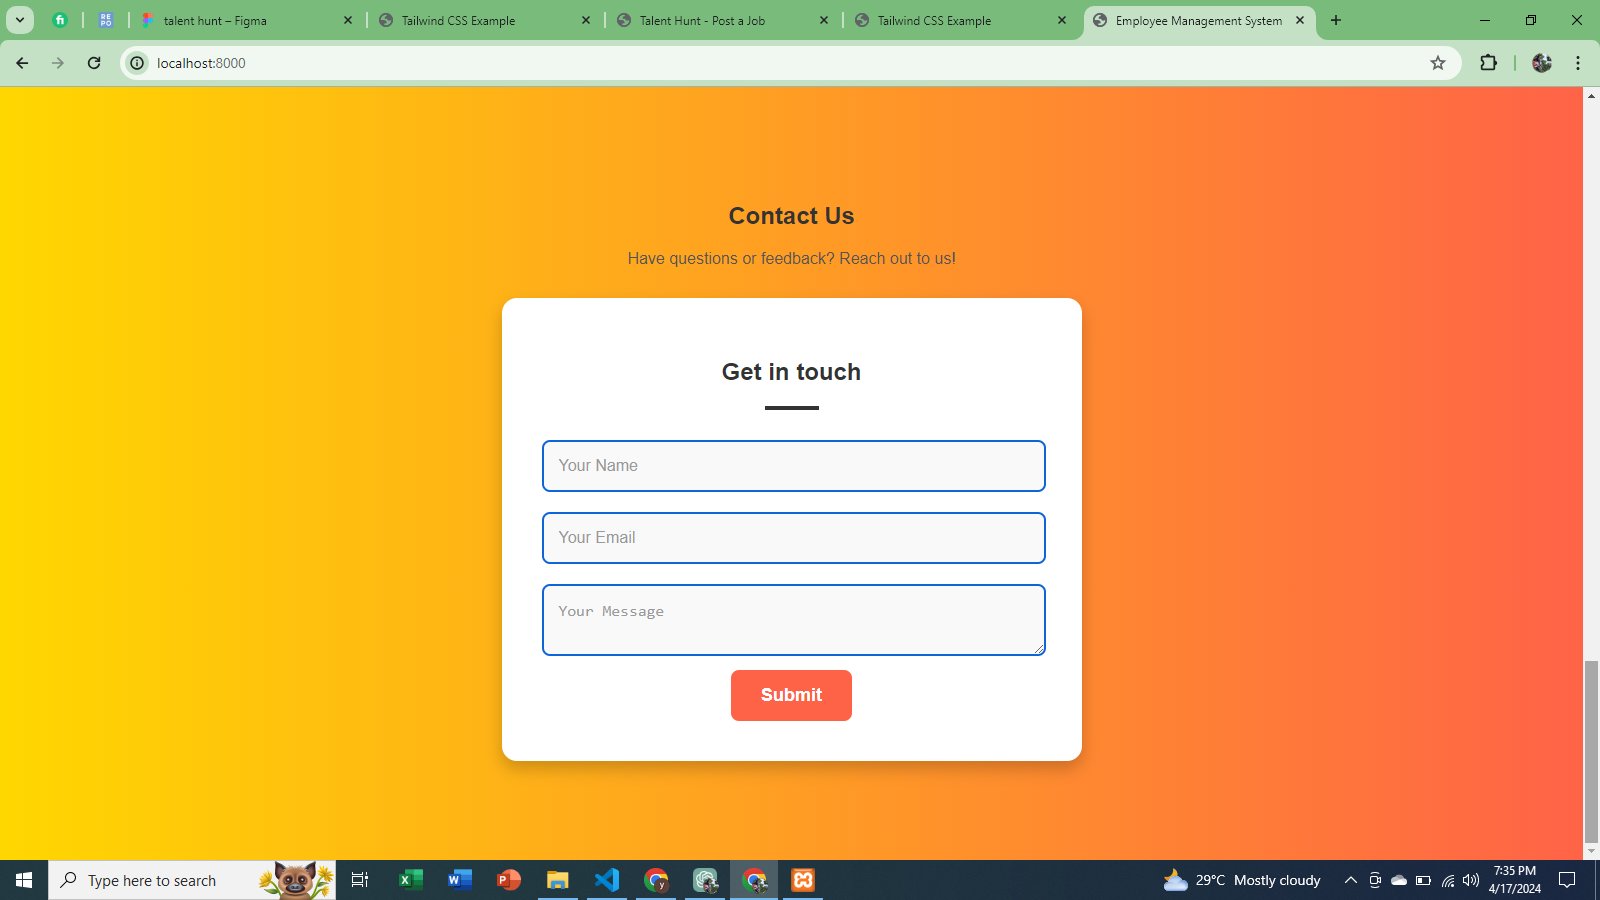 talent hunt – Figma
Tailwind CSS Example
Talent Hunt - Post a Job
Tailwind CSS Example
Employee Management System
RE
PO
localhost:8000
Contact Us
Have questions or feedback? Reach out to us!
Get in touch
Your Name
Your Email
Your Message
Submit
Type here to search
29°C Mostly cloudy
7:35 PM
4/17/2024